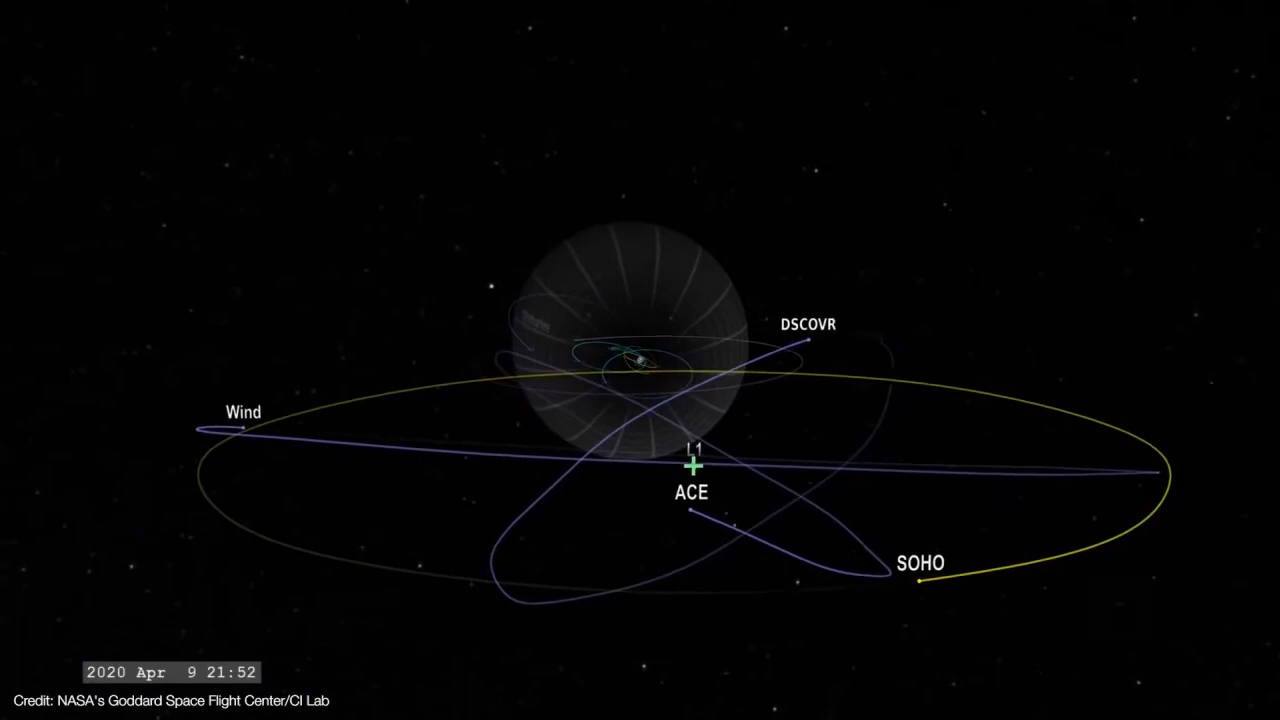 DSCOVR
Wind
L1
ACE
SOHO
2020 Apr  9 21:52
Credit: NASA's Goddard Space Flight Center/CI Lab